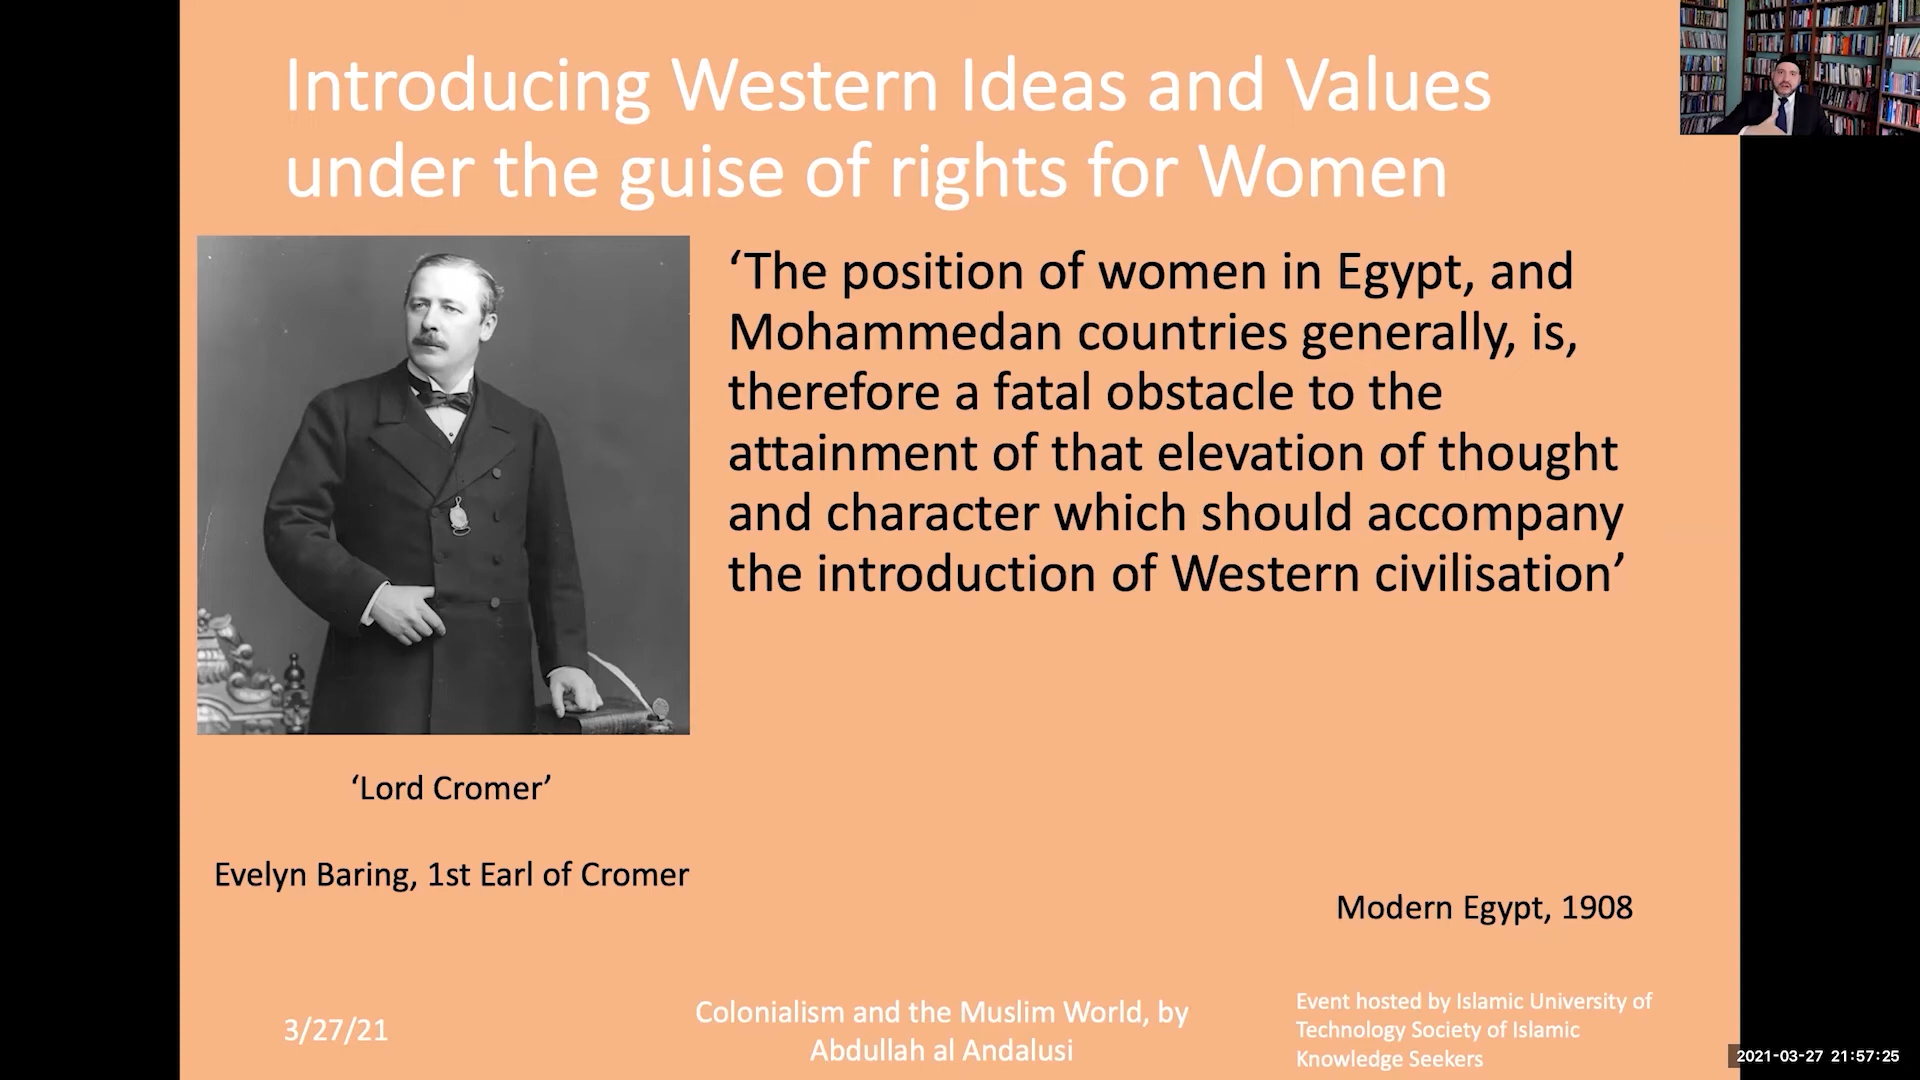 Introducing Western Ideas and Values
under the guise of rights for Women
‘The position of women in Egypt, and
Mohammedan countries generally, is,
therefore a fatal obstacle to the
attainment of that elevation of thought
and character which should accompany
the introduction of Western civilisation’
‘Lord Cromer’
Evelyn Baring, 1st Earl of Cromer
Modern Egypt, 1908
3/27/21
Colonialism and the Muslim World, by
Abdullah al Andalusi
Event hosted by Islamic University of
Technology Society of Islamic
Knowledge Seekers
2021-03-27 21:57:25